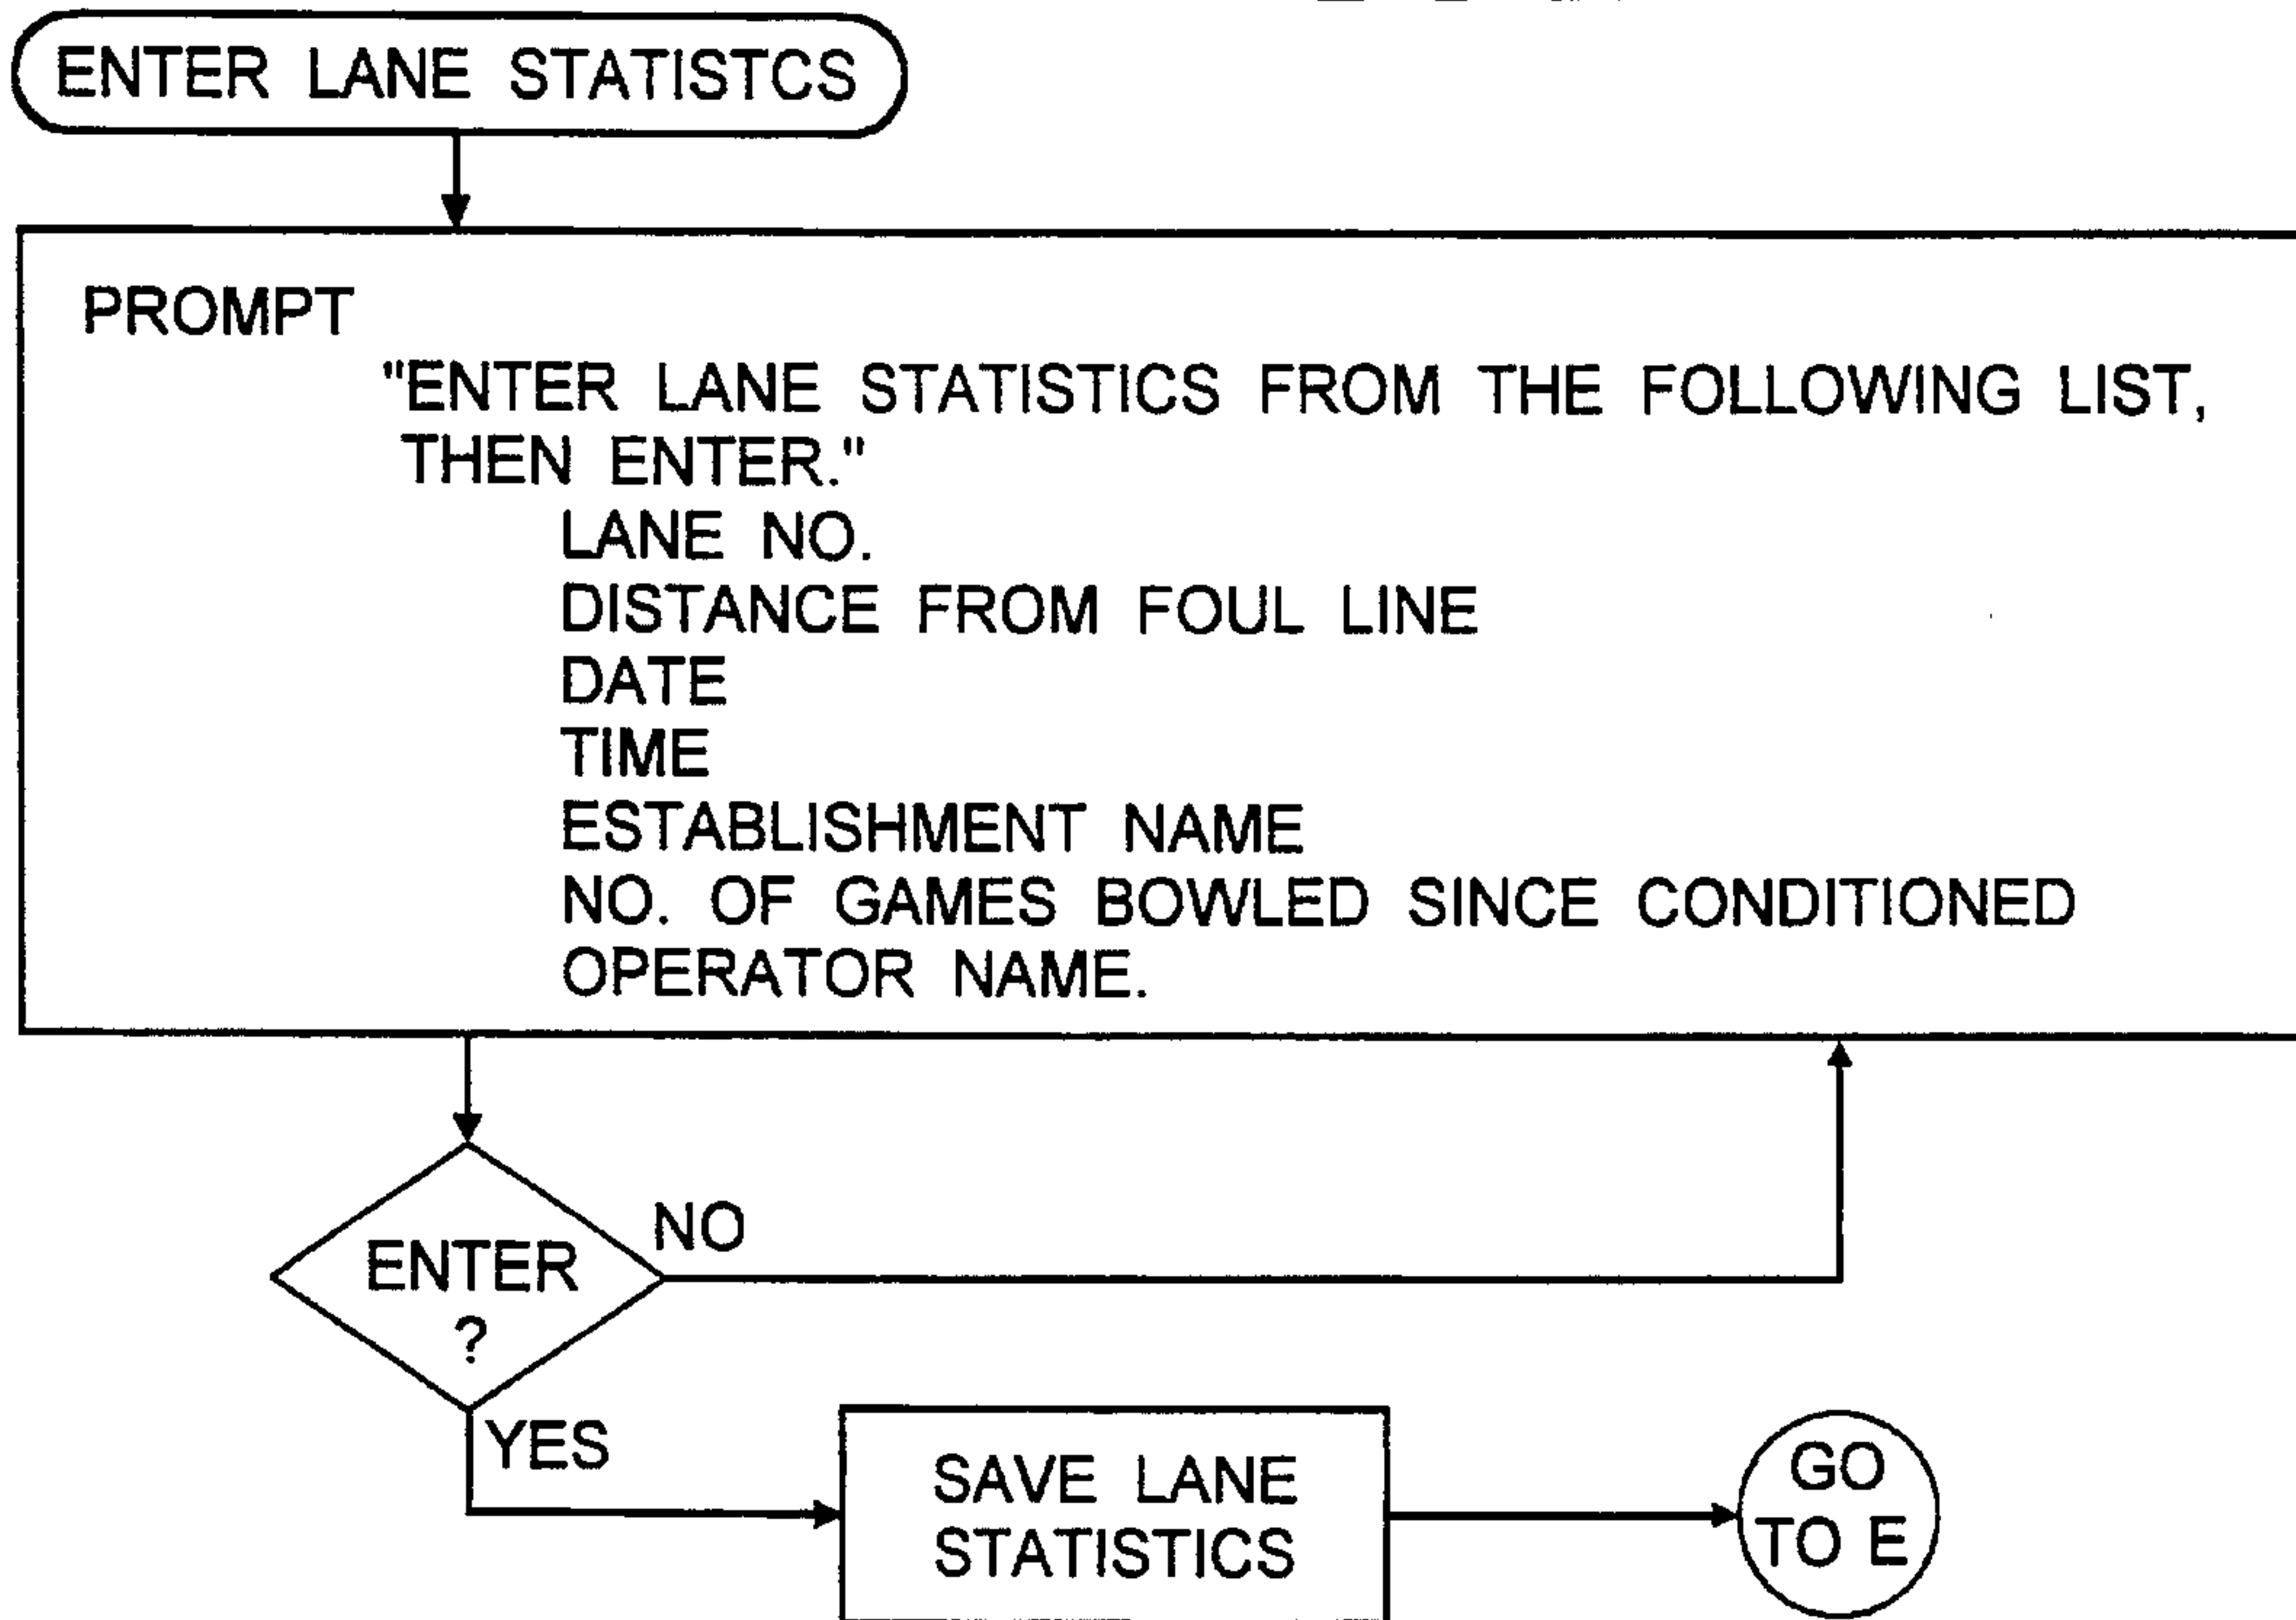 ENTER LANE STATISTCS
PROMPT
"ENTER LANE STATISTICS FROM THE FOLLOWING LIST,
THEN ENTER."
LANE NO.
DISTANCE FROM FOUL LINE
DATE
TIME
ESTABLISHMENT NAME
NO. OF GAMES BOWLED SINCE CONDITIONED
OPERATOR NAME.
ENTER
?
NO
YES
SAVE LANE
STATISTICS
GO
TO E